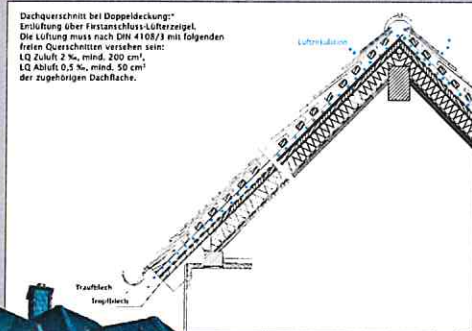 Dachquerschnitt bei Doppeldeckung:*
Entlüftung über Firstanschluss-Lüfterziegel.
Die Lüftung muss nach DIN 4108/3 mit folgenden
freien Querschnitten versehen sein:
LQ Zuluft 2 ‰, mind. 200 cm²,
LQ Abluft 0,5 ‰, mind. 50 cm²
der zugehörigen Dachfläche.
Luftzirkulation
Traufblech
Tropfblech